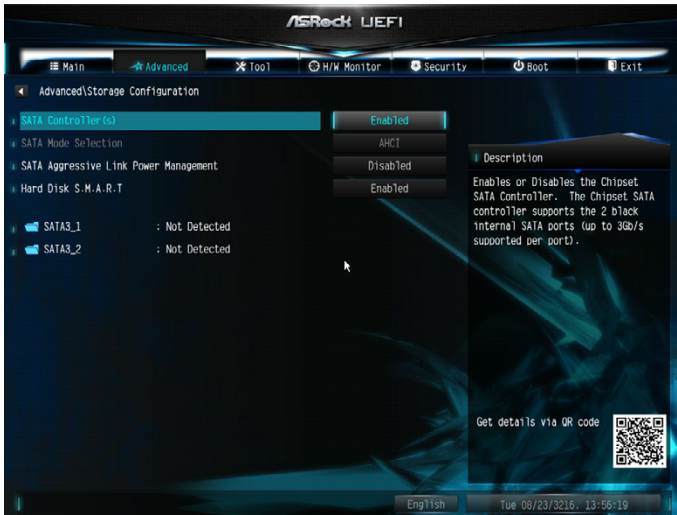 ASRock UEFI
Main Advanced Tool H/W Monitor Security Boot Exit
Advanced\Storage Configuration
SATA Controller(s) Enabled
SATA Mode Selection AHCI
SATA Aggressive Link Power Management Disabled
Hard Disk S.M.A.R.T Enabled
SATA3_1 : Not Detected
SATA3_2 : Not Detected
Description
Enables or Disables the Chipset
SATA Controller. The Chipset SATA
controller supports the 2 black
internal SATA ports (up to 3Gb/s
supported per port).
Get details via QR code
English Tue 08/23/3216. 13:56:19